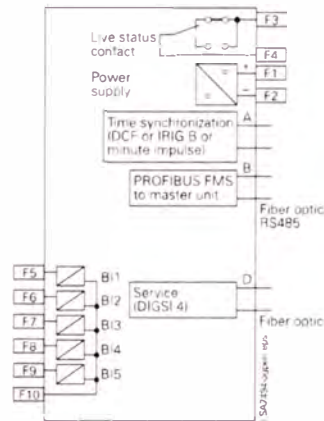 Live status
contact
F3
F4
Power
supply
+
F1
−
F2
Time synchronization
(DCF or IRIG B or
minute impulse)
A
PROFIBUS FMS
to master unit
B
Fiber optic
RS485
F5
BI1
F6
BI2
F7
BI3
F8
BI4
F9
BI5
F10
Service
(DIGSI 4)
D
Fiber optic